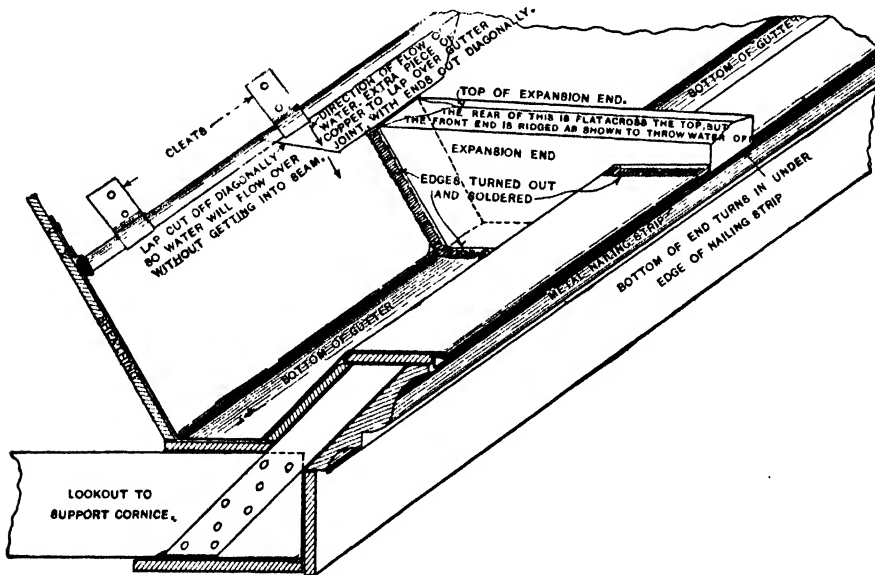 DIRECTION OF FLOW OF
WATER. EXTRA PIECE OF
COPPER TO LAP OVER GUTTER
JOINT, WITH ENDS CUT DIAGONALLY.
BOTTOM OF GUTTER
CLEATS
TOP OF EXPANSION END.
THE REAR OF THIS IS FLAT ACROSS THE TOP, BUT
THE FRONT END IS RIDGED AS SHOWN TO THROW WATER OFF
EXPANSION END
EDGES TURNED OUT
AND SOLDERED
LAP CUT OFF DIAGONALLY
SO WATER WILL FLOW OVER
WITHOUT GETTING INTO SEAM.
METAL NAILING STRIP
BOTTOM OF END TURNS IN UNDER
EDGE OF NAILING STRIP
SHEATHING
BOTTOM OF GUTTER
LOOKOUT TO
SUPPORT CORNICE.